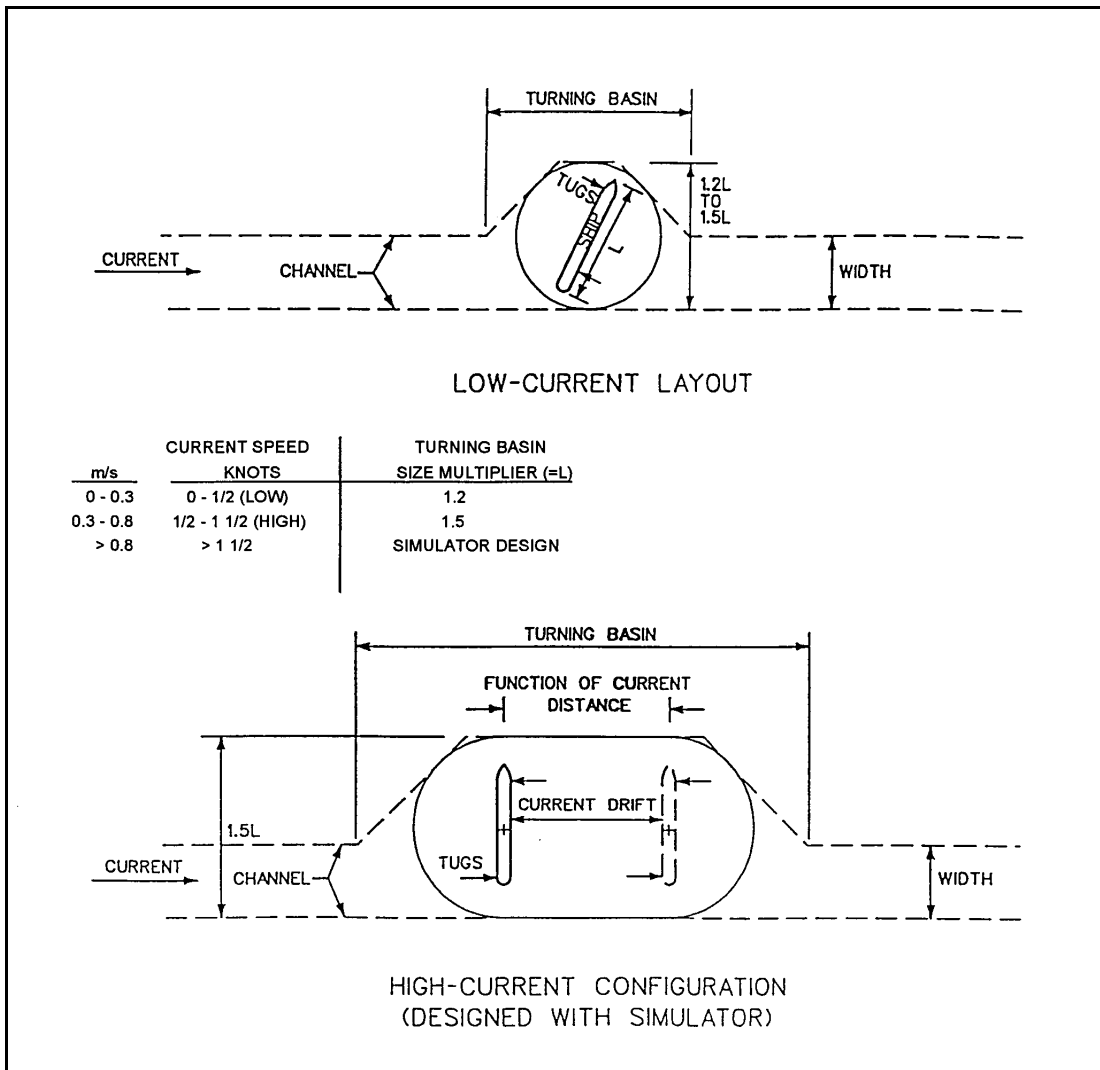 TURNING BASIN
1.2L
TO
1.5L
TUGS
SHIP
L
CURRENT
CHANNEL
WIDTH
LOW-CURRENT LAYOUT
CURRENT SPEED TURNING BASIN
m/s KNOTS SIZE MULTIPLIER (=L)
0 - 0.3 0 - 1/2 (LOW) 1.2
0.3 - 0.8 1/2 - 1 1/2 (HIGH) 1.5
> 0.8 > 1 1/2 SIMULATOR DESIGN
TURNING BASIN
FUNCTION OF CURRENT
DISTANCE
CURRENT DRIFT
1.5L
TUGS
CURRENT
CHANNEL
WIDTH
HIGH-CURRENT CONFIGURATION
(DESIGNED WITH SIMULATOR)